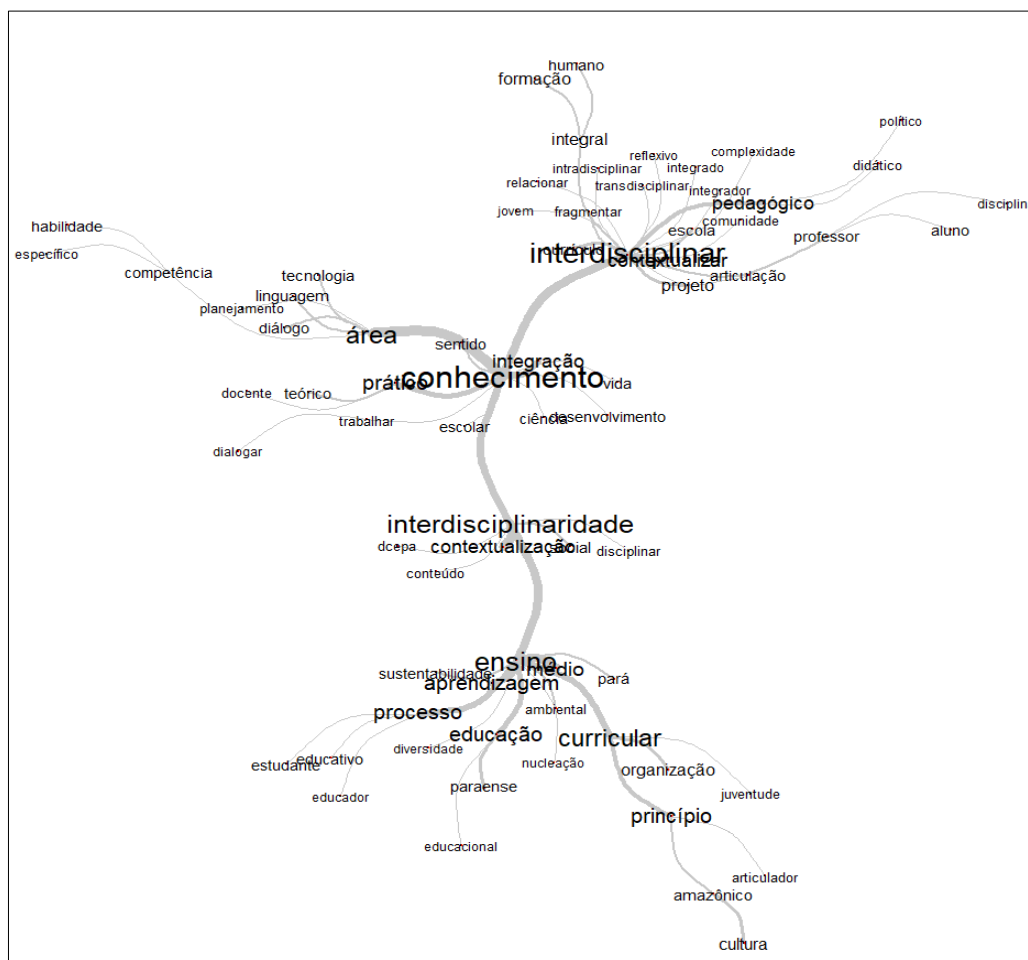 humano
formação
político
integral
complexidade
reflexivo
didático
intradisciplinar
integrado
relacionar
transdisciplinar
integrador
pedagógico
disciplin
jovem
fragmentar
comunidade
habilidade
escola
aluno
professor
currículo
interdisciplinar
específico
contextualizar
competência
tecnologia
articulação
projeto
linguagem
planejamento
diálogo
área
sentido
integração
conhecimento
prático
vida
docente
teórico
desenvolvimento
ciência
trabalhar
escolar
dialogar
interdisciplinaridade
dcepa
contextualização
social
disciplinar
conteúdo
ensino
médio
sustentabilidade
pará
aprendizagem
ambiental
processo
educação
curricular
diversidade
educativo
nucleação
estudante
organização
paraense
educador
juventude
princípio
educacional
articulador
amazônico
cultura